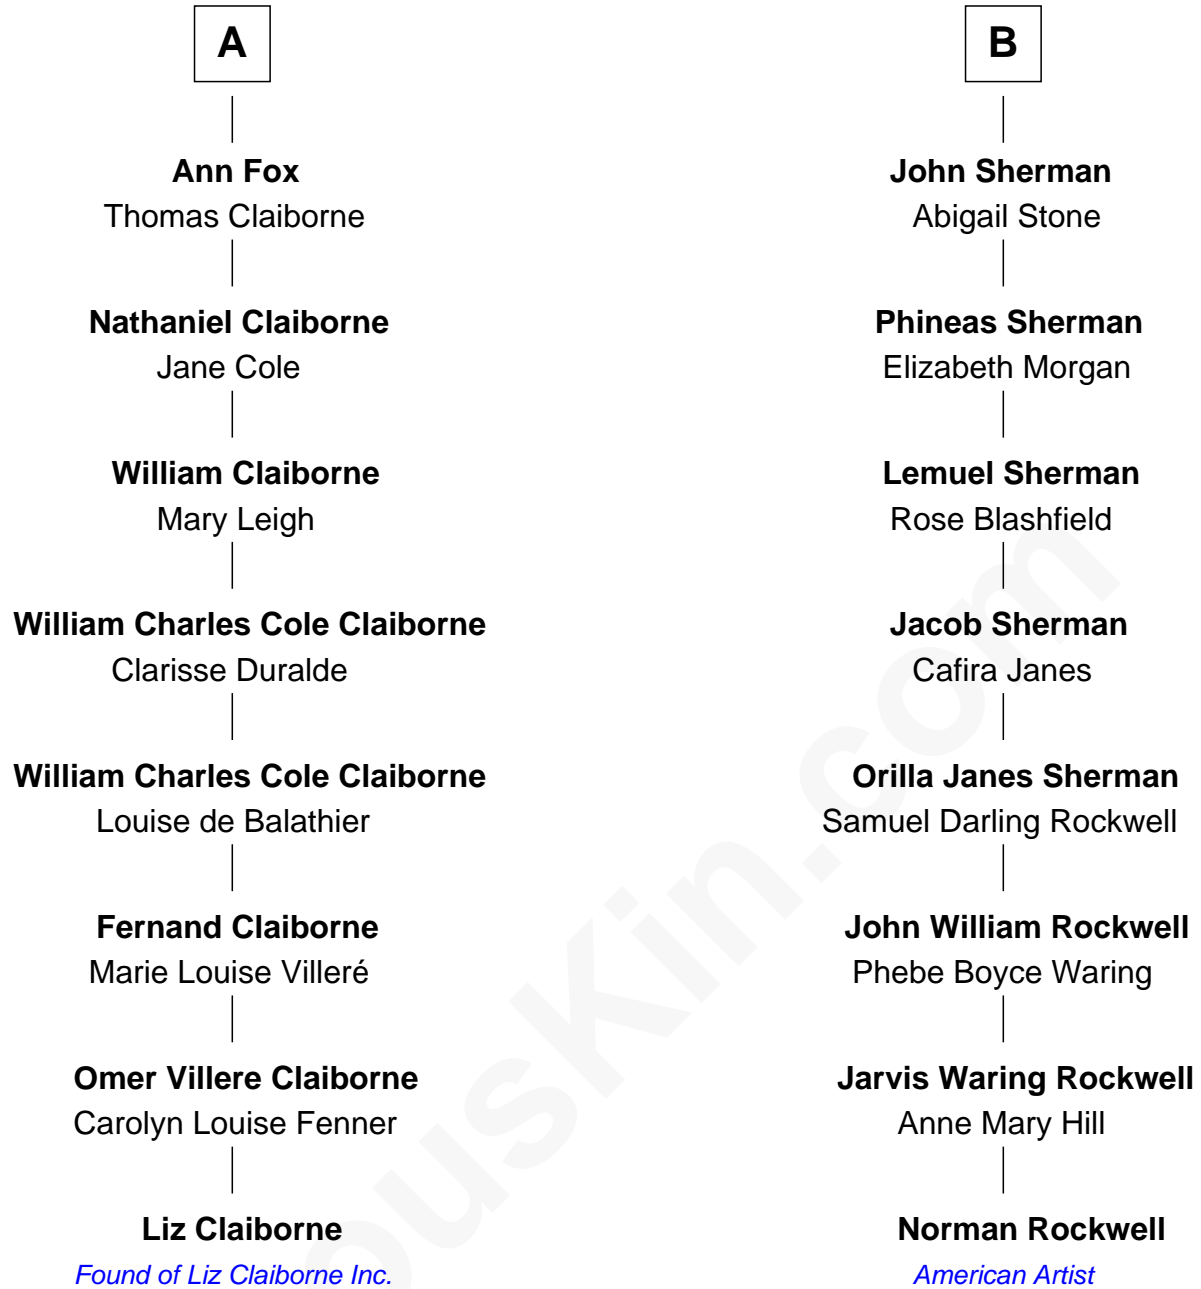 A
Ann Fox
Thomas Claiborne
Nathaniel Claiborne
Jane Cole
William Claiborne
Mary Leigh
William Charles Cole Claiborne
Clarisse Duralde
William Charles Cole Claiborne
Louise de Balathier
Fernand Claiborne
Marie Louise Villeré
Omer Villere Claiborne
Carolyn Louise Fenner
Liz Claiborne
Found of Liz Claiborne Inc.
B
John Sherman
Abigail Stone
Phineas Sherman
Elizabeth Morgan
Lemuel Sherman
Rose Blashfield
Jacob Sherman
Cafira Janes
Orilla Janes Sherman
Samuel Darling Rockwell
John William Rockwell
Phebe Boyce Waring
Jarvis Waring Rockwell
Anne Mary Hill
Norman Rockwell
American Artist
ousKin.com